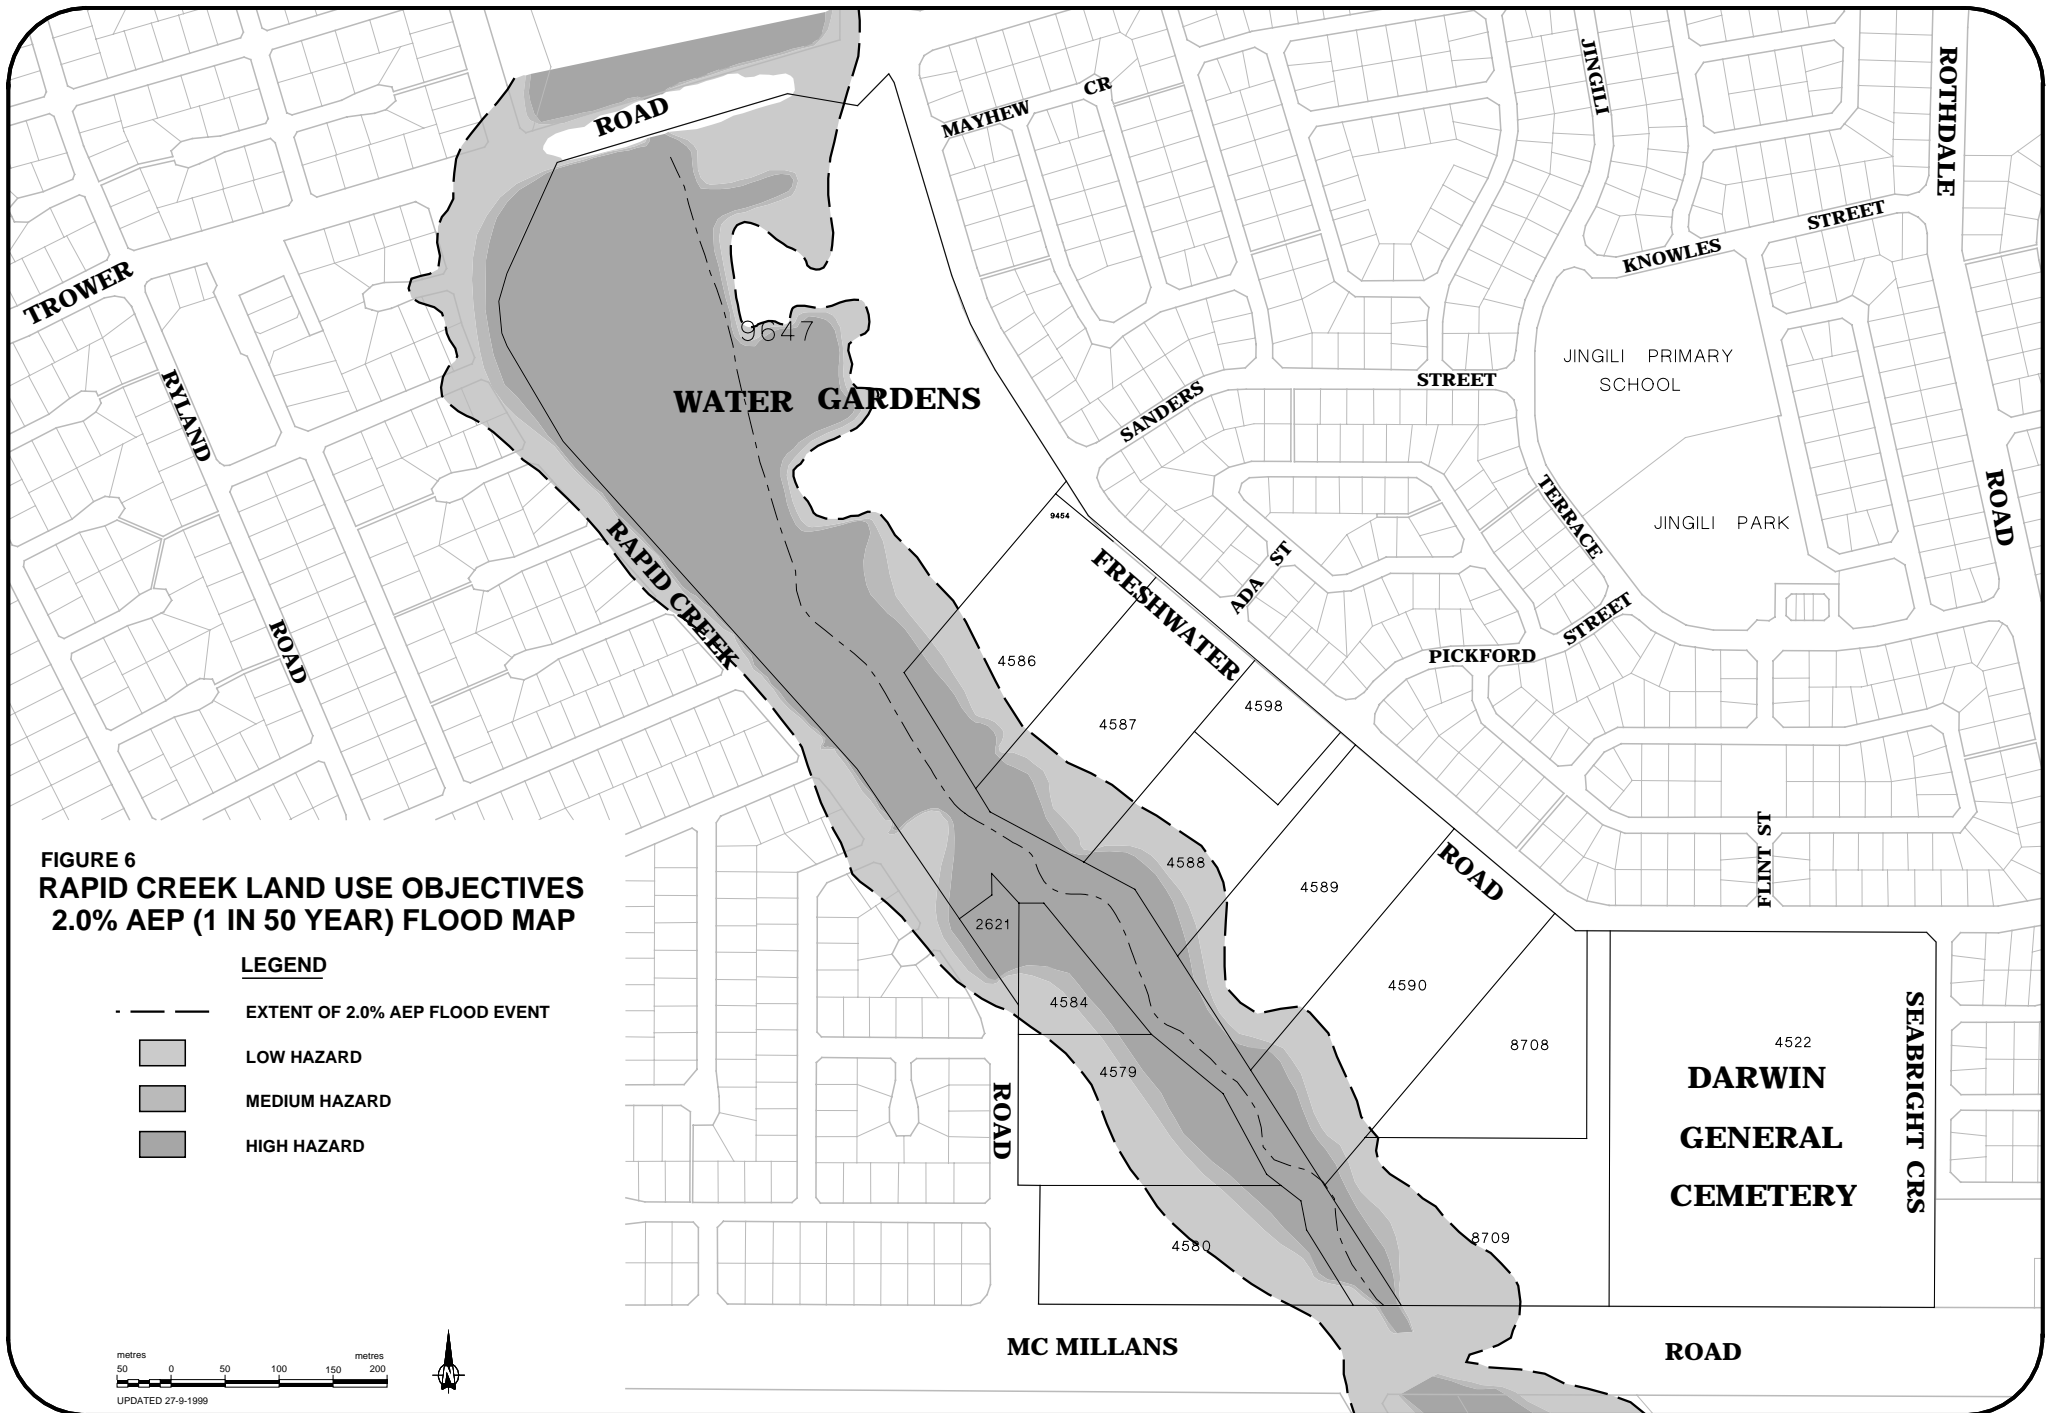 ROAD
MAYHEW CR
JINGILI
ROTHDALE
KNOWLES STREET
TROWER
9647
JINGILI PRIMARY
SCHOOL
RYLAND
WATER GARDENS
SANDERS STREET
ROAD
TERRACE
JINGILI PARK
9454
RAPID CREEK
FRESHWATER
ADA ST
STREET
PICKFORD
ROAD
4586
4587
4598
FLINT ST
ROAD
4588
4589
2621
4590
4584
8708
4522
4579
DARWIN
GENERAL
CEMETERY
SEABRIGHT CRS
ROAD
4580
8709
MC MILLANS ROAD
FIGURE 6
RAPID CREEK LAND USE OBJECTIVES
2.0% AEP (1 IN 50 YEAR) FLOOD MAP
LEGEND
EXTENT OF 2.0% AEP FLOOD EVENT
LOW HAZARD
MEDIUM HAZARD
HIGH HAZARD
metres metres
50 0 50 100 150 200
UPDATED 27-9-1999
N